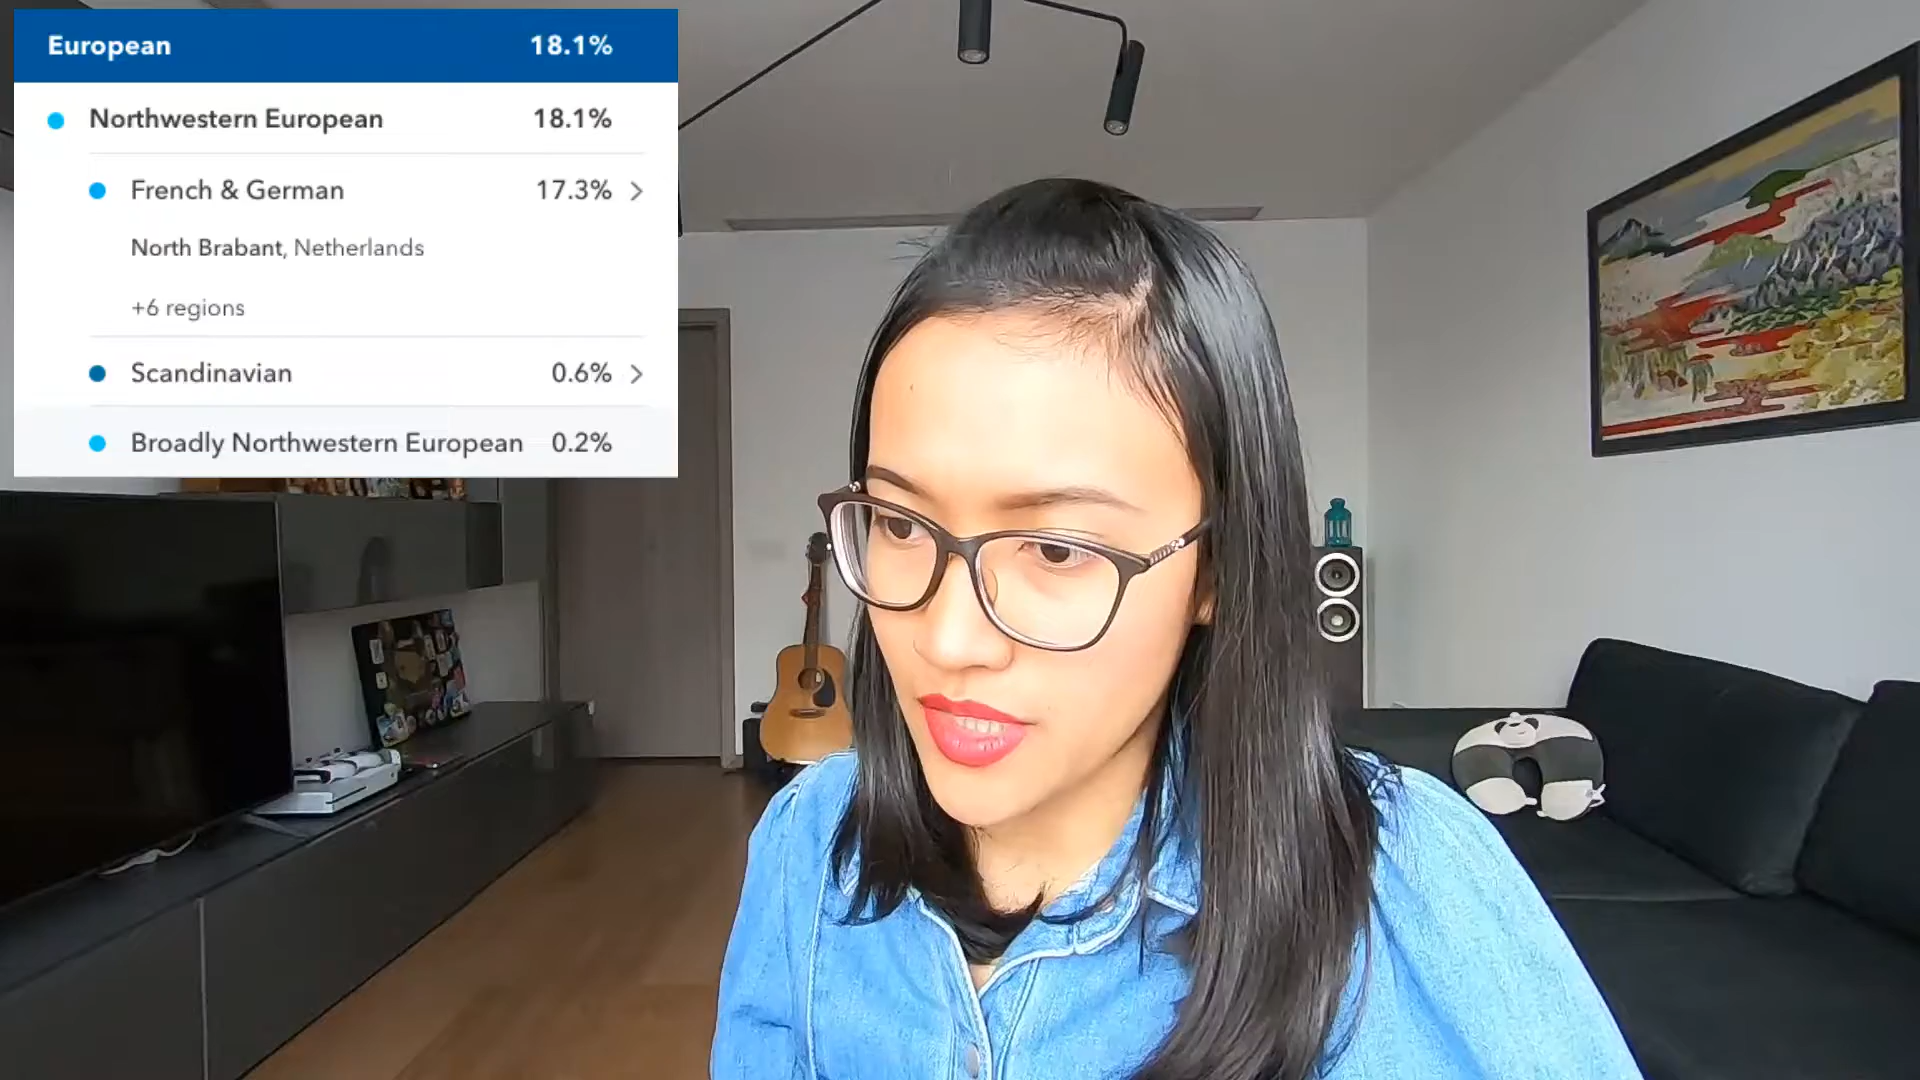 European 18.1%
Northwestern European 18.1%
French & German 17.3%
North Brabant, Netherlands
+6 regions
Scandinavian 0.6%
Broadly Northwestern European 0.2%